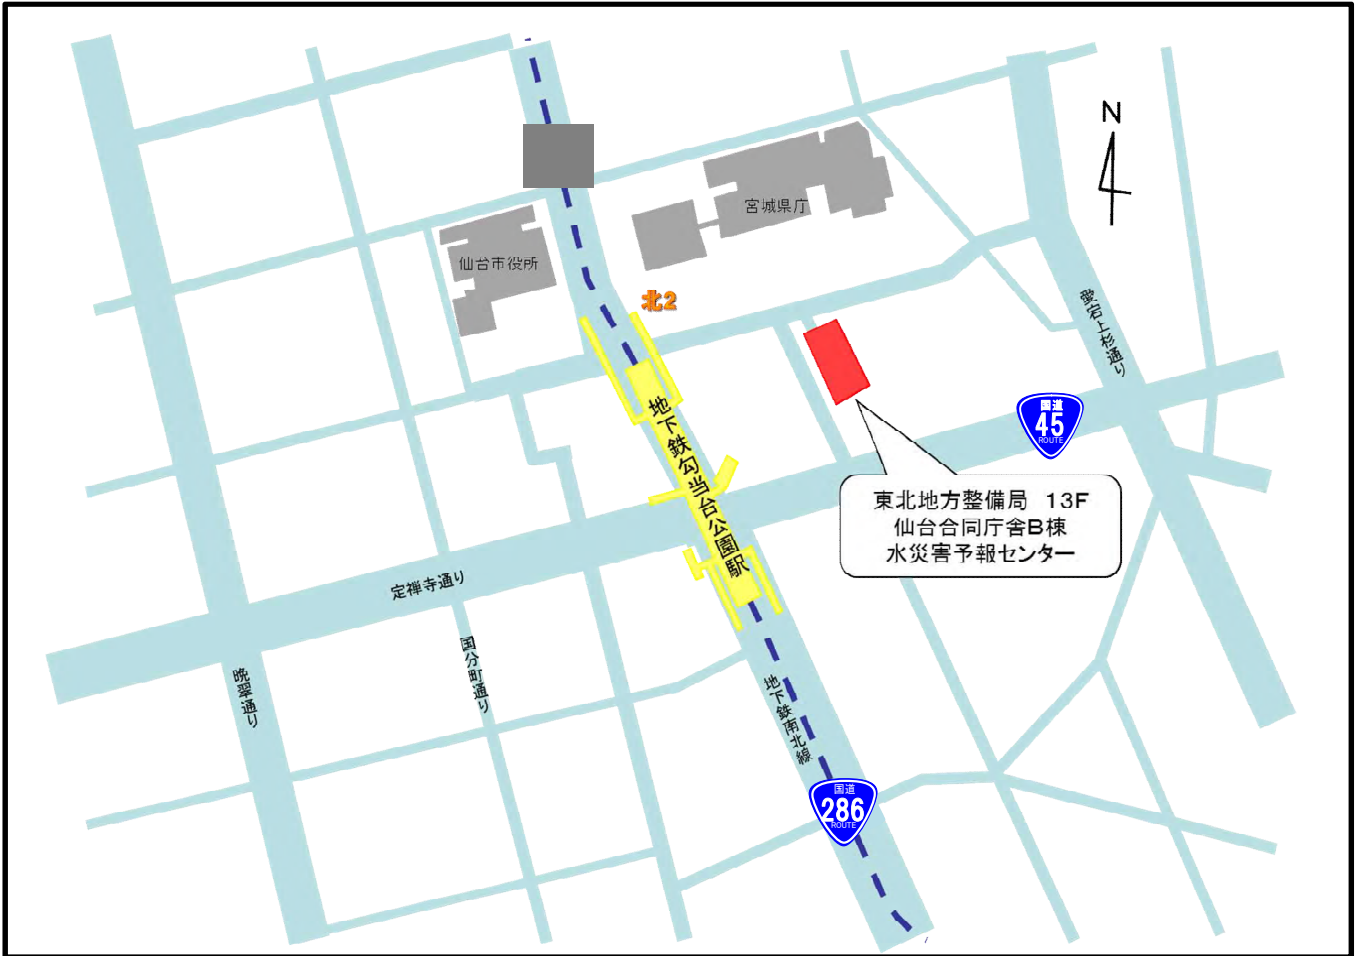 N
宮城県庁
仙台市役所
北2
愛宕上杉通り
国道
45
ROUTE
地下鉄勾当台公園駅
東北地方整備局　13F
仙台合同庁舎B棟
水災害予報センター
定禅寺通り
国分町通り
晩翠通り
地下鉄南北線
国道
286
ROUTE